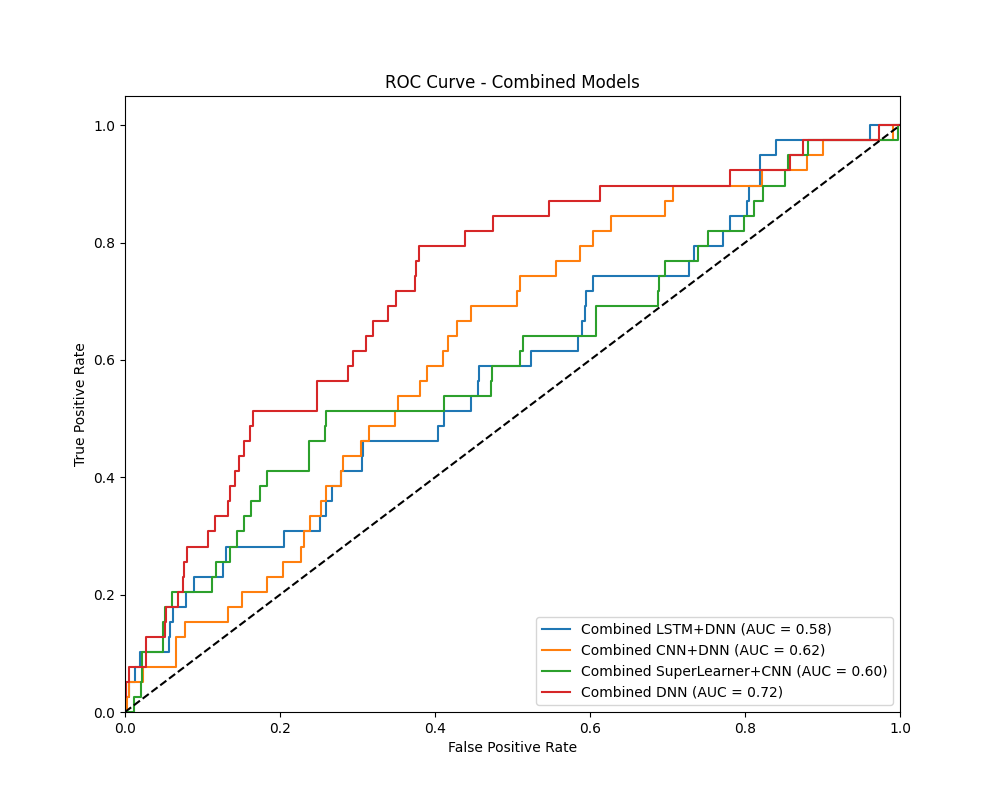 ROC Curve - Combined Models
1.0
0.8
0.6
0.4
0.2
0.0
True Positive Rate
0.0 0.2 0.4 0.6 0.8 1.0
False Positive Rate
Combined LSTM+DNN (AUC = 0.58)
Combined CNN+DNN (AUC = 0.62)
Combined SuperLearner+CNN (AUC = 0.60)
Combined DNN (AUC = 0.72)